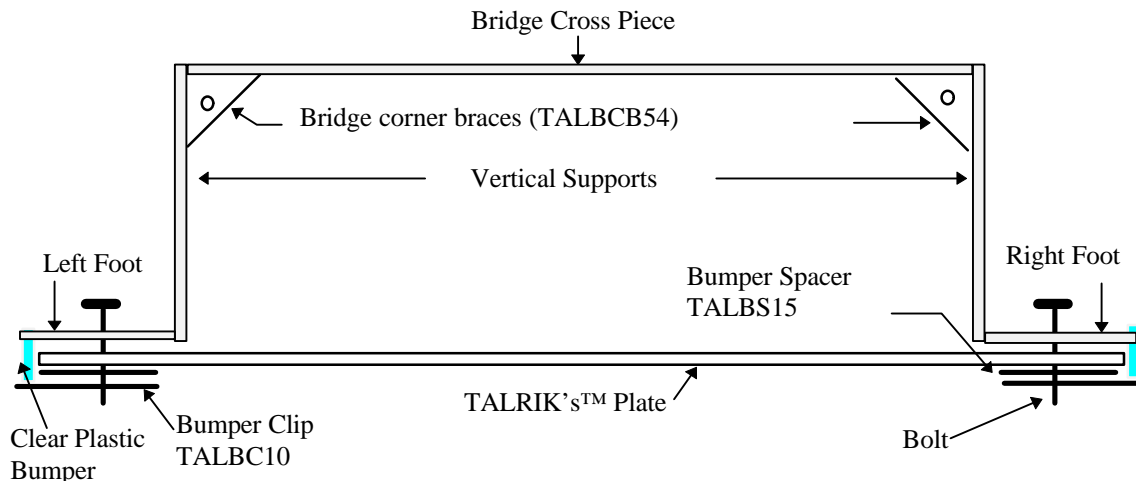 Bridge Cross Piece
Bridge corner braces (TALBCB54)
Vertical Supports
Left Foot
Right Foot
Bumper Spacer
TALBS15
TALRIK's™ Plate
Bumper Clip
TALBC10
Bolt
Clear Plastic
Bumper